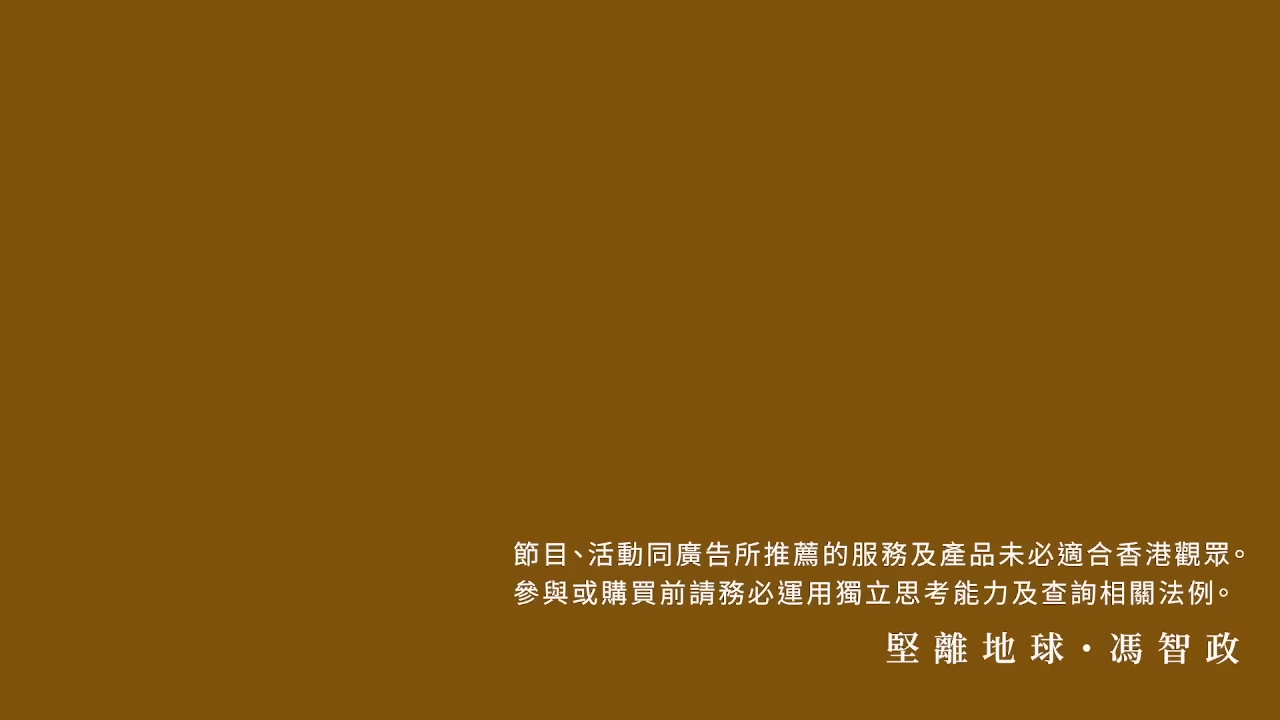 節目、活動同廣告所推薦的服務及產品未必適合香港觀眾。
參與或購買前請務必運用獨立思考能力及查詢相關法例。
堅離地球・馮智政